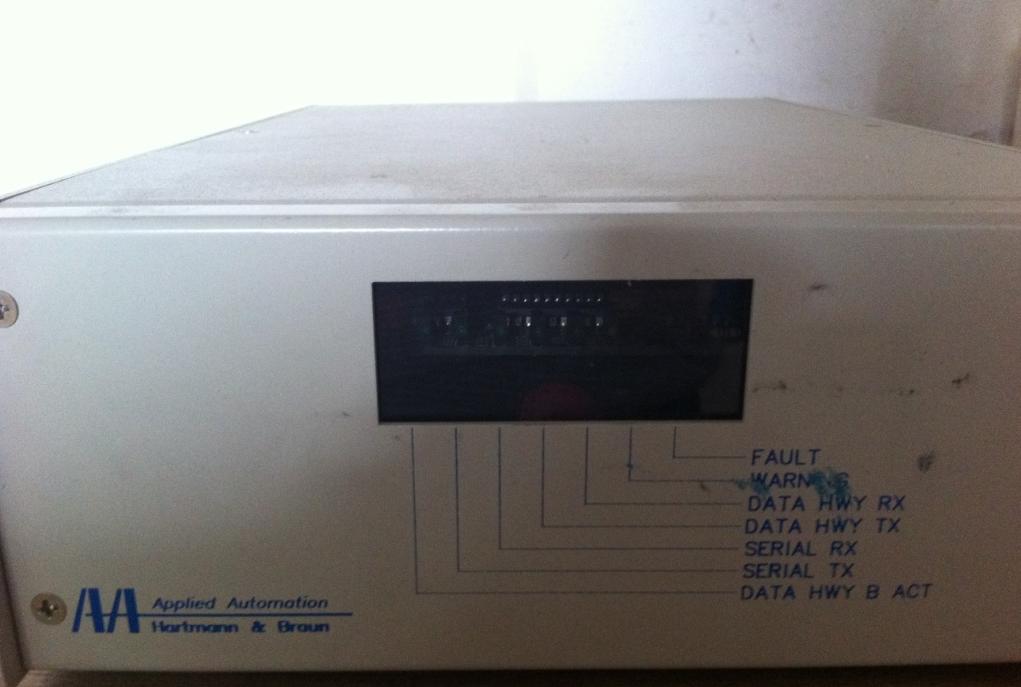 FAULT
WARN
DATA HWY RX
DATA HWY TX
SERIAL RX
SERIAL TX
DATA HWY B ACT
AA Applied Automation
Hartmann & Braun